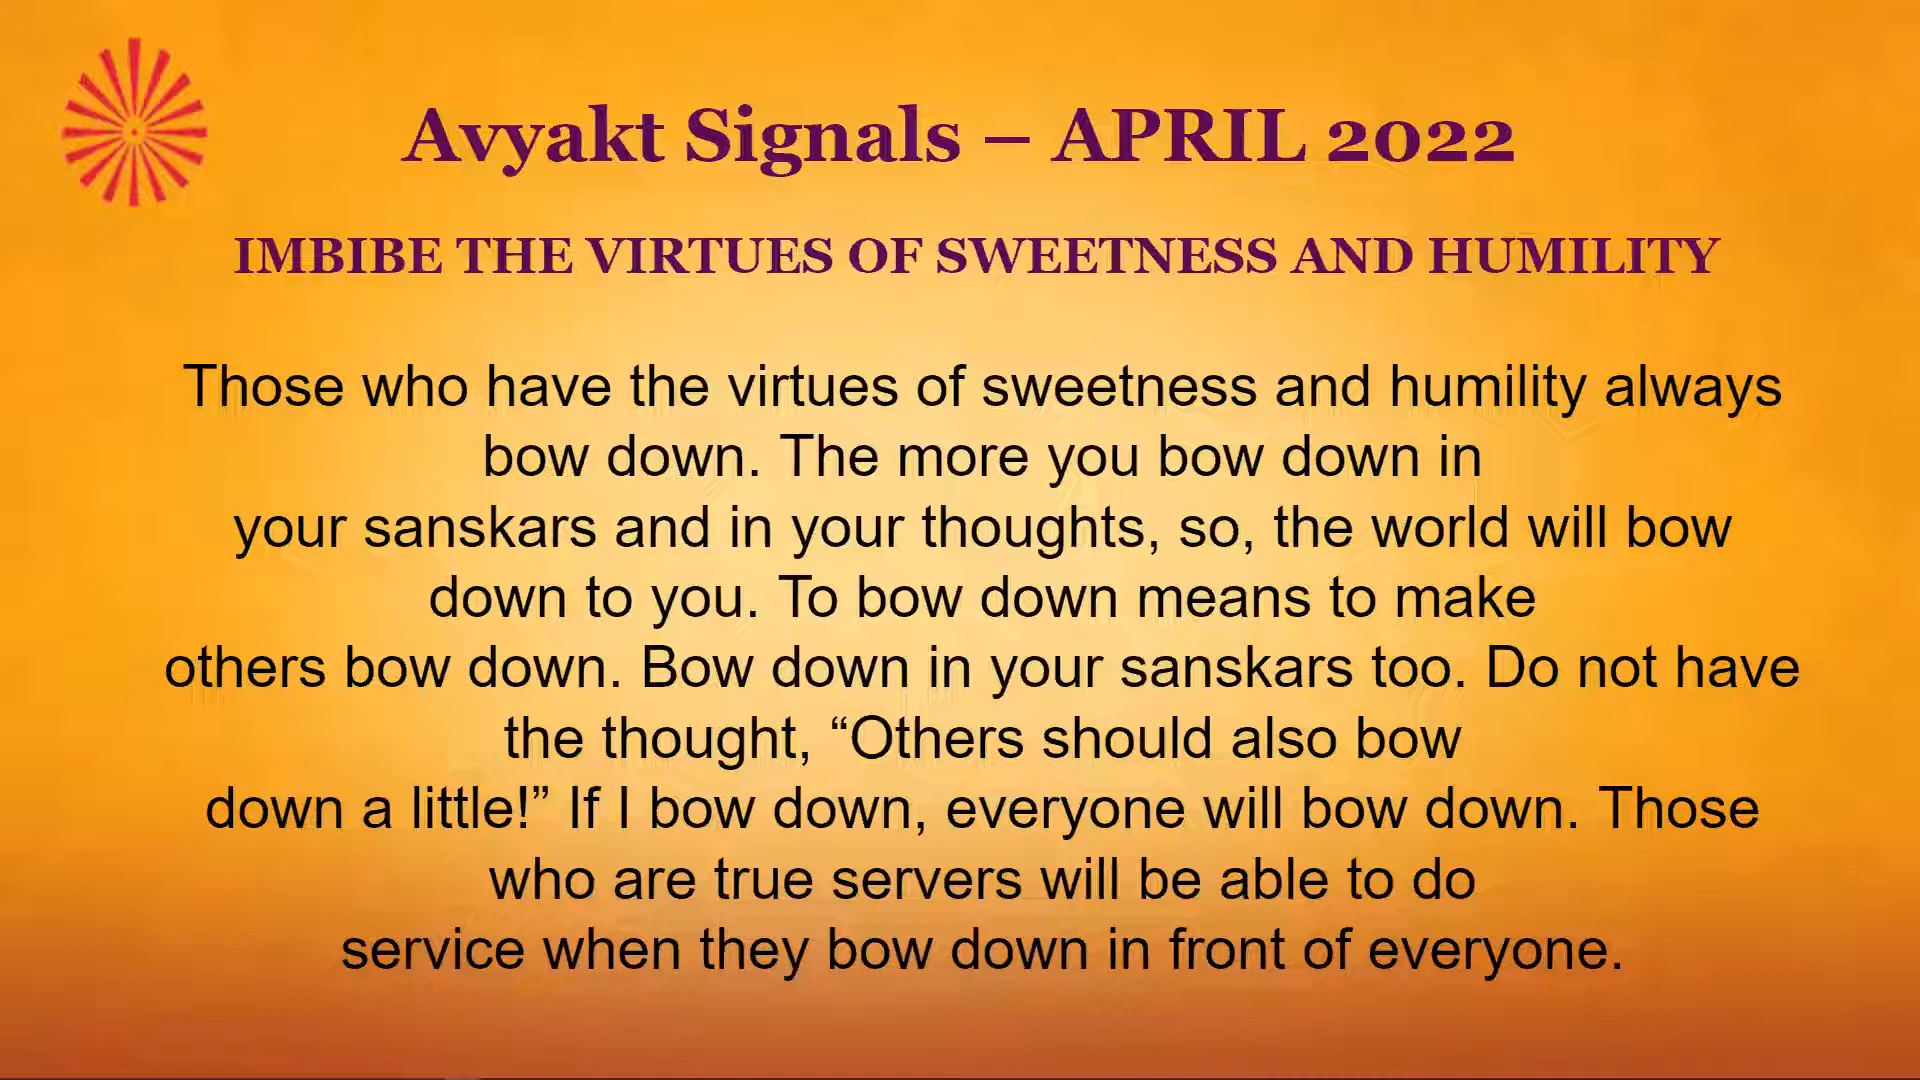 Avyakt Signals – APRIL 2022
IMBIBE THE VIRTUES OF SWEETNESS AND HUMILITY
Those who have the virtues of sweetness and humility always
bow down. The more you bow down in
your sanskars and in your thoughts, so, the world will bow
down to you. To bow down means to make
others bow down. Bow down in your sanskars too. Do not have
the thought, “Others should also bow
down a little!” If I bow down, everyone will bow down. Those
who are true servers will be able to do
service when they bow down in front of everyone.